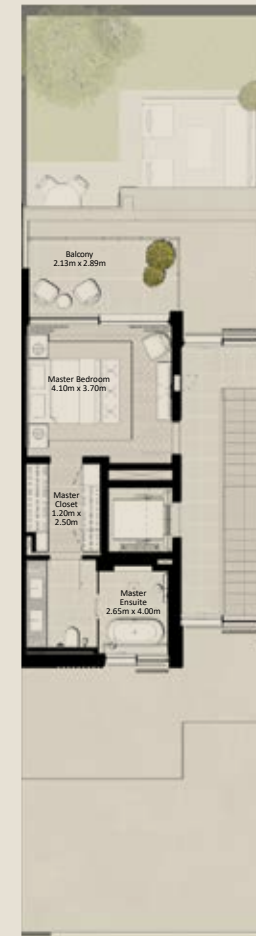 Balcony
2.13m x 2.89m
Master Bedroom
4.10m x 3.70m
Master
Closet
1.20m x
2.50m
Master
Ensuite
2.65m x 4.00m